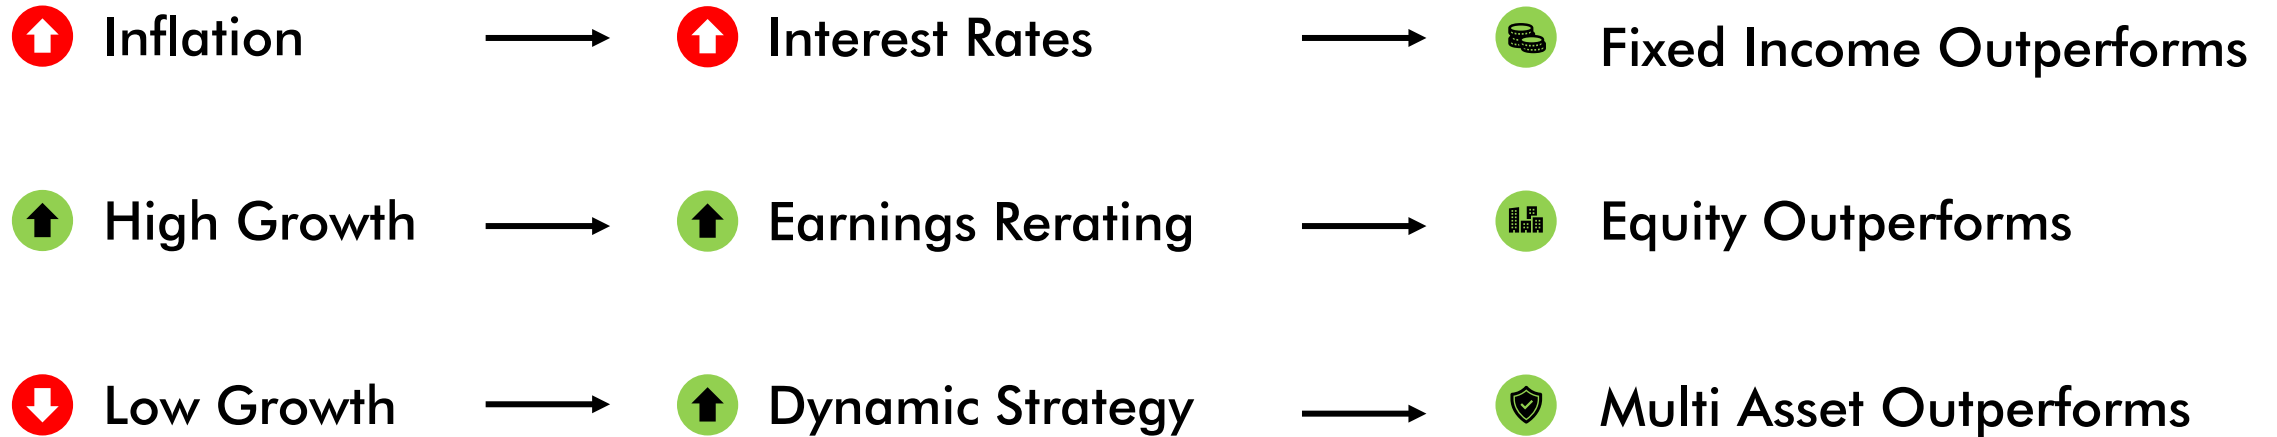 Inflation
Interest Rates
Fixed Income Outperforms
High Growth
Earnings Rerating
Equity Outperforms
Low Growth
Dynamic Strategy
Multi Asset Outperforms